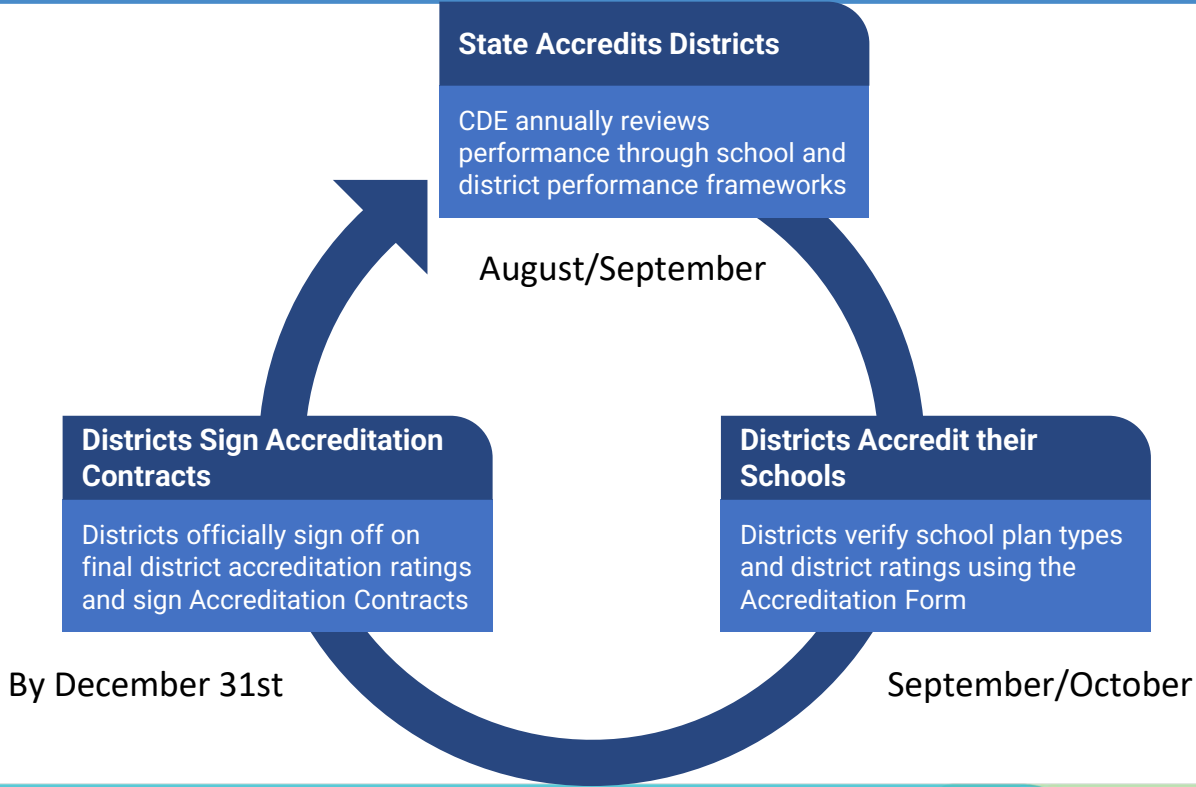 State Accredits Districts
CDE annually reviews
performance through school and
district performance frameworks
August/September
Districts Accredit their
Schools
Districts verify school plan types
and district ratings using the
Accreditation Form
September/October
Districts Sign Accreditation
Contracts
Districts officially sign off on
final district accreditation ratings
and sign Accreditation Contracts
By December 31st